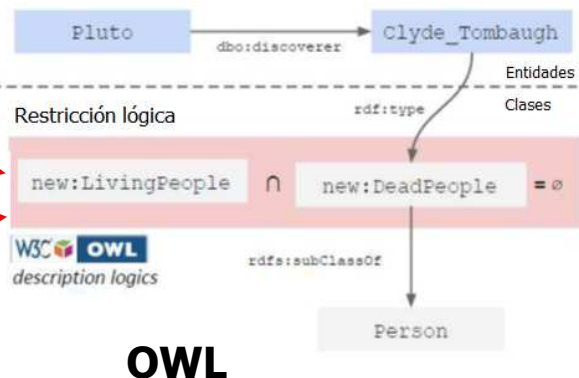 Pluto
dbo:discoverer
Clyde_Tombaugh
Entidades
Clases
Restricción lógica
rdf:type
new:LivingPeople ∩ new:DeadPeople = ∅
W3C OWL
description logics
rdfs:subClassOf
Person
OWL